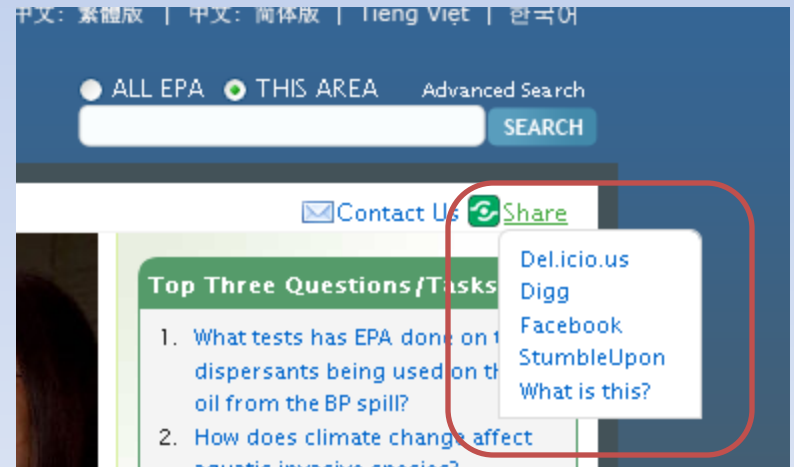 中文: 繁體版 | 中文: 简体版 | Tiếng Việt | 한국어
ALL EPA THIS AREA Advanced Search
SEARCH
Contact Us Share
Del.icio.us
Digg
Facebook
StumbleUpon
What is this?
Top Three Questions/Tasks
1. What tests has EPA done on
dispersants being used on
oil from the BP spill?
2. How does climate change affect
aquatic invasive species?